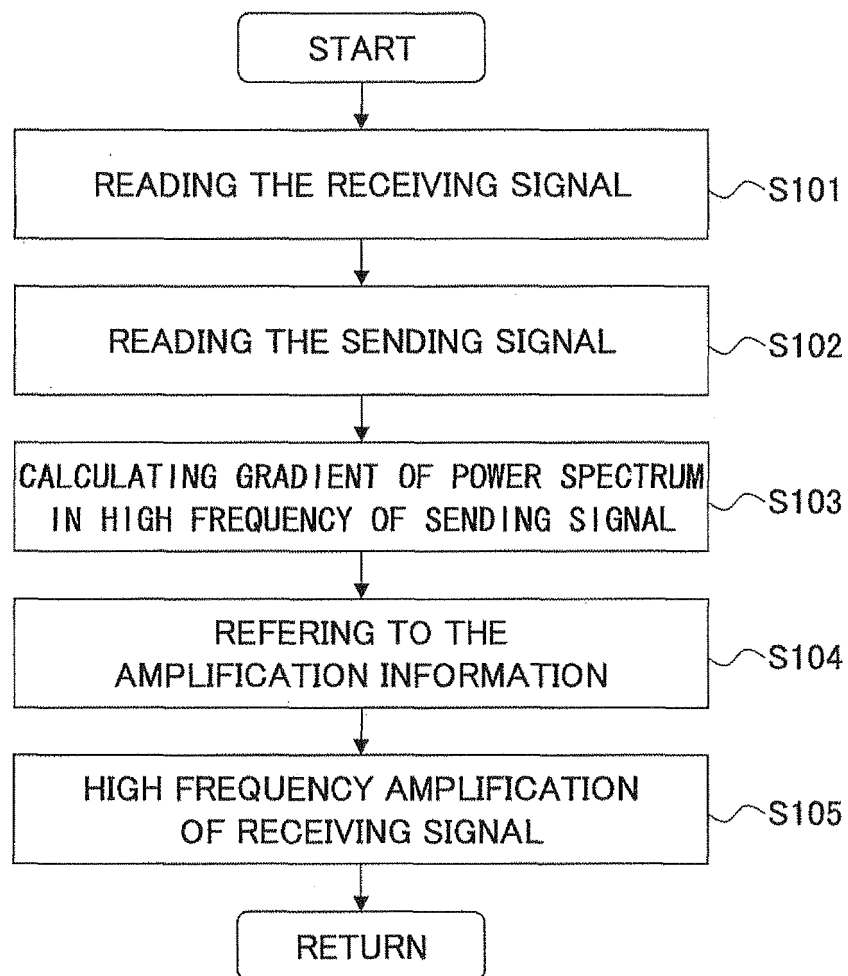 START
READING THE RECEIVING SIGNAL
S101
READING THE SENDING SIGNAL
S102
CALCULATING GRADIENT OF POWER SPECTRUM
IN HIGH FREQUENCY OF SENDING SIGNAL
S103
REFERING TO THE
AMPLIFICATION INFORMATION
S104
HIGH FREQUENCY AMPLIFICATION
OF RECEIVING SIGNAL
S105
RETURN